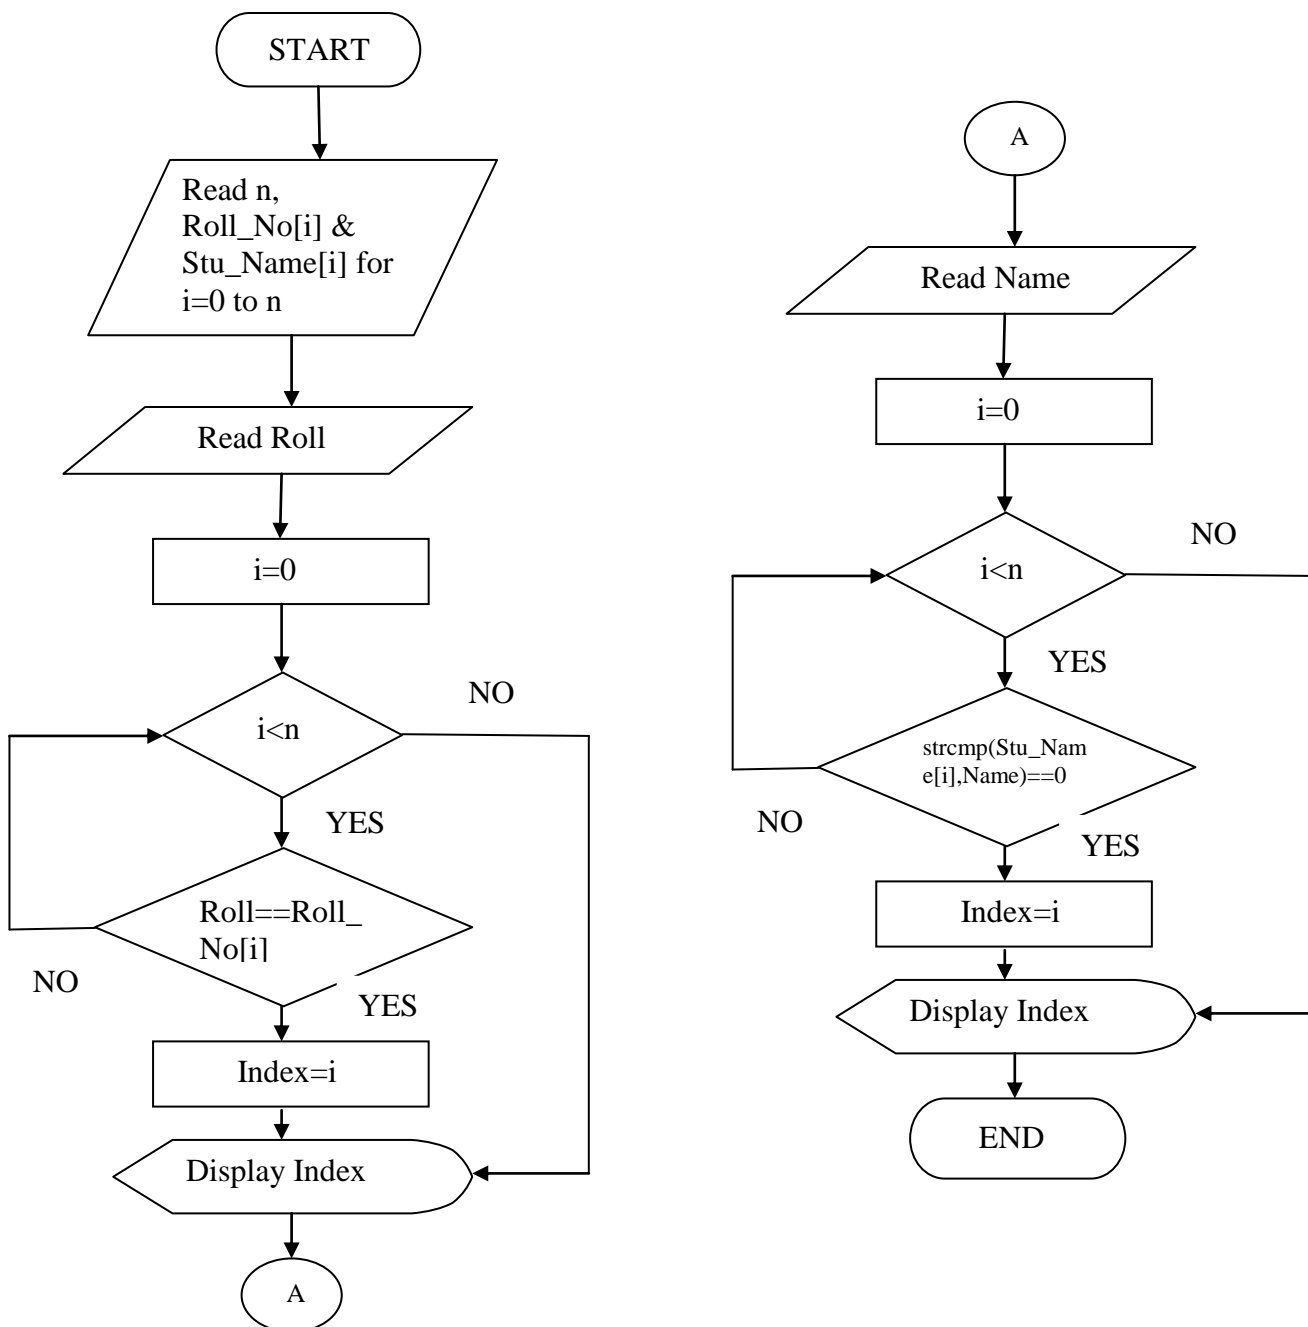 START
Read n,
Roll_No[i] &
Stu_Name[i] for
i=0 to n
Read Roll
i=0
i<n
NO
YES
Roll==Roll_
No[i]
NO
YES
Index=i
Display Index
A
A
Read Name
i=0
NO
i<n
YES
strcmp(Stu_Nam
e[i],Name)==0
NO
YES
Index=i
Display Index
END